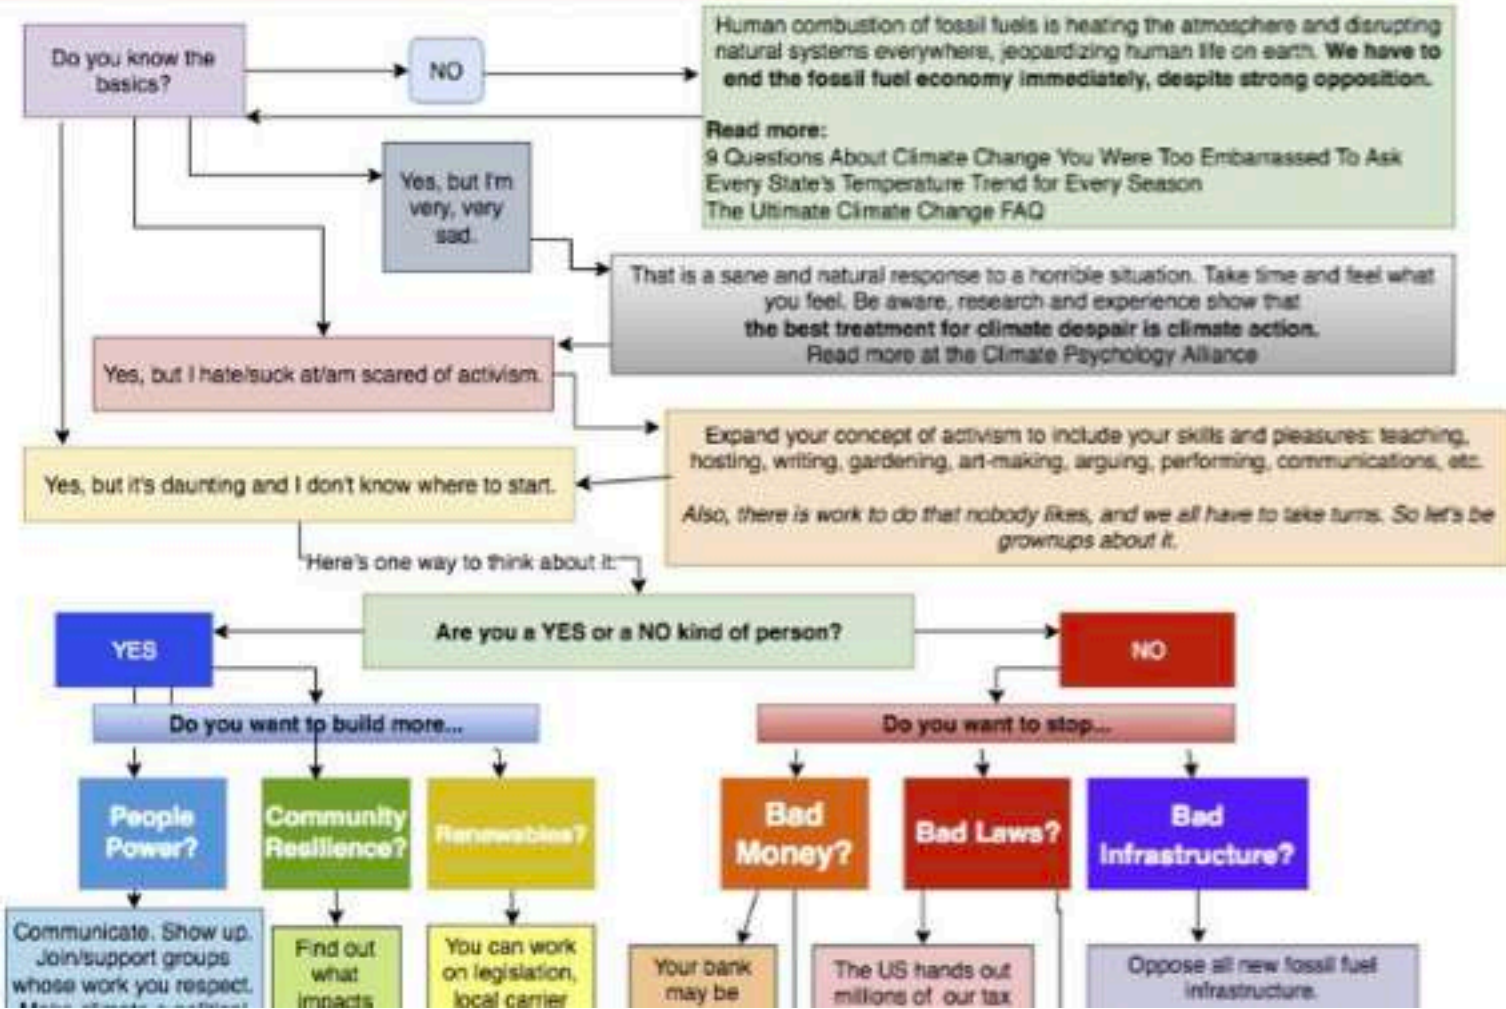 Do you know the
basics?
NO
Human combustion of fossil fuels is heating the atmosphere and disrupting
natural systems everywhere, jeopardizing human life on earth. We have to
end the fossil fuel economy immediately, despite strong opposition.
Read more:
9 Questions About Climate Change You Were Too Embarrassed To Ask
Every State's Temperature Trend for Every Season
The Ultimate Climate Change FAQ
Yes, but I'm
very, very
sad.
That is a sane and natural response to a horrible situation. Take time and feel what
you feel. Be aware, research and experience show that
the best treatment for climate despair is climate action.
Read more at the Climate Psychology Alliance
Yes, but I hate/suck at/am scared of activism.
Expand your concept of activism to include your skills and pleasures: teaching,
hosting, writing, gardening, art-making, arguing, performing, communications, etc.
Also, there is work to do that nobody likes, and we all have to take turns. So let's be
grownups about it.
Yes, but it's daunting and I don't know where to start.
Here's one way to think about it:
Are you a YES or a NO kind of person?
YES
NO
Do you want to build more...
Do you want to stop...
People
Power?
Community
Resilience?
Renewables?
Bad
Money?
Bad Laws?
Bad
Infrastructure?
Communicate. Show up.
Join/support groups
whose work you respect.
Make climate a political
Find out
what
impacts
You can work
on legislation,
local carrier
Your bank
may be
The US hands out
millions of our tax
Oppose all new fossil fuel
infrastructure.